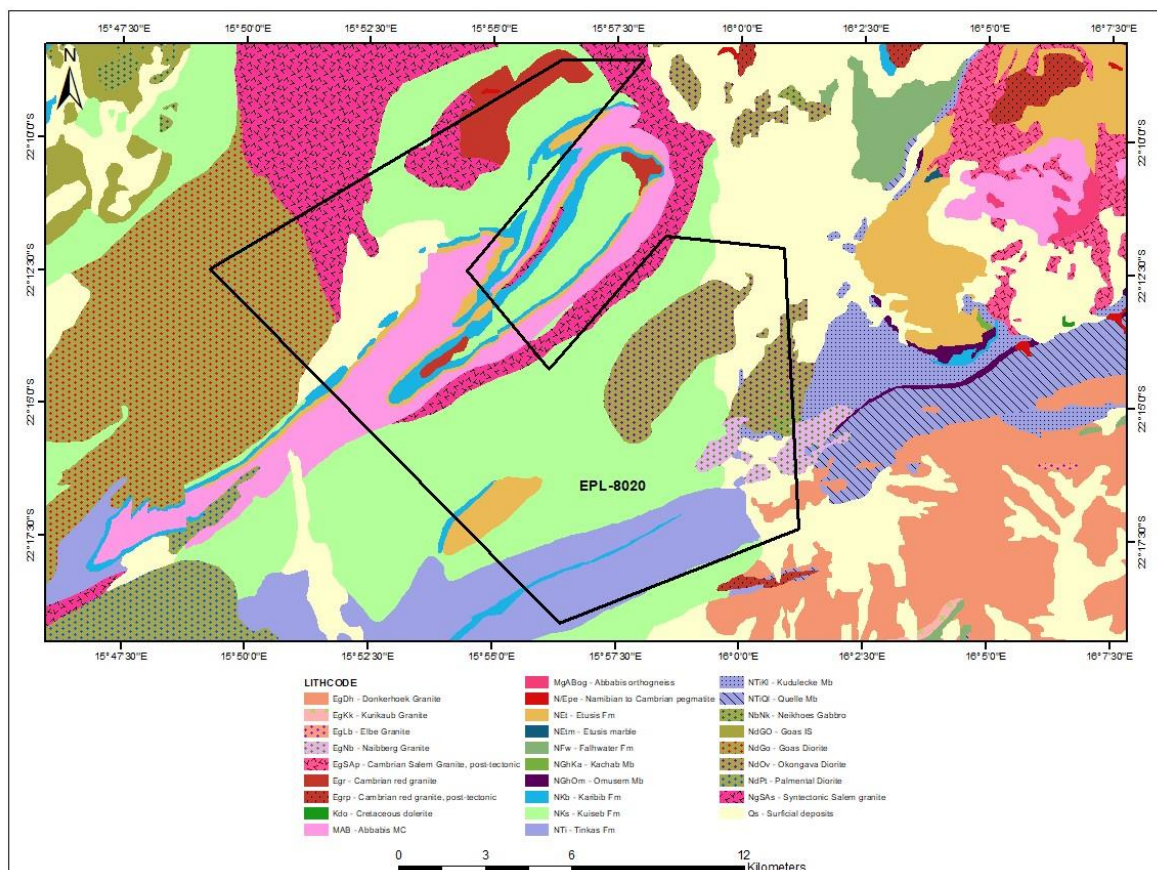 15°47'30"E 15°50'0"E 15°52'30"E 15°55'0"E 15°57'30"E 16°0'0"E 16°2'30"E 16°5'0"E 16°7'30"E
N
22°10'0"S 22°10'0"S
22°12'30"S 22°12'30"S
22°15'0"S 22°15'0"S
EPL-8020
22°17'30"S 22°17'30"S
15°47'30"E 15°50'0"E 15°52'30"E 15°55'0"E 15°57'30"E 16°0'0"E 16°2'30"E 16°5'0"E 16°7'30"E
LITHCODE
EgDh - Donkerhoek Granite
EgKk - Kurikaub Granite
EgLb - Elbe Granite
EgNb - Naibberg Granite
EgSAp - Cambrian Salem Granite, post-tectonic
Egr - Cambrian red granite
Egrp - Cambrian red granite, post-tectonic
Kdo - Cretaceous dolerite
MAB - Abbabis MC
MgABog - Abbabis orthogneiss
N/Epe - Namibian to Cambrian pegmatite
NEt - Etusis Fm
NEtm - Etusis marble
NFw - Falhwater Fm
NGhKa - Kachab Mb
NGhOm - Omusem Mb
NKb - Karibib Fm
NKs - Kuiseb Fm
NTi - Tinkas Fm
NTiKl - Kudulecke Mb
NTiQl - Quelle Mb
NbNk - Neikhoes Gabbro
NdGO - Goas IS
NdGo - Goas Diorite
NdOv - Okongava Diorite
NdPt - Palmental Diorite
NgSAs - Syntectonic Salem granite
Qs - Surficial deposits
0 3 6 12
Kilometers